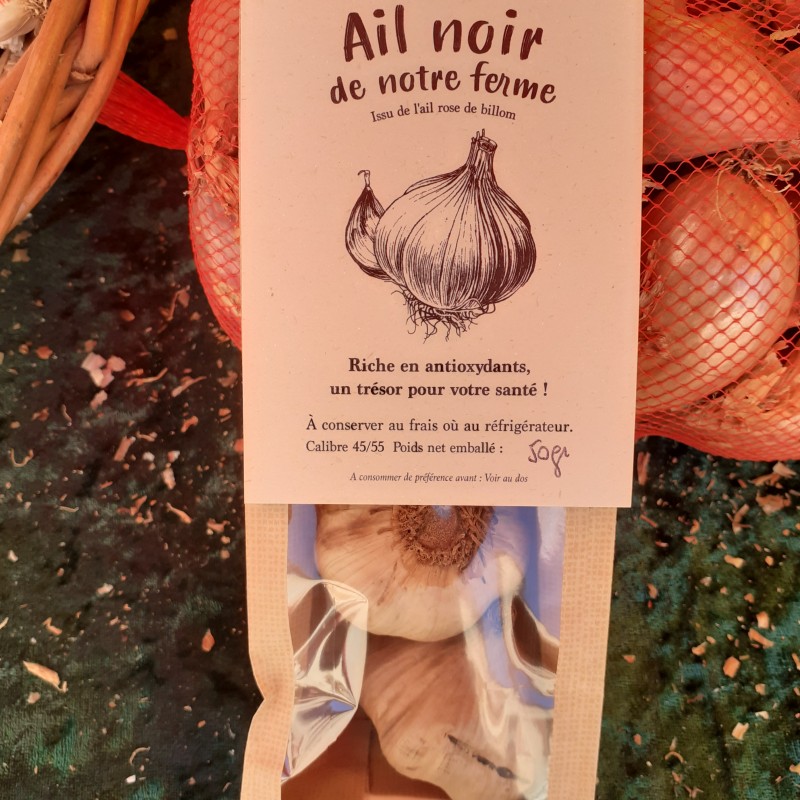 Ail noir
de notre ferme
Issu de l'ail rose de billom
Riche en antioxydants,
un trésor pour votre santé !
À conserver au frais où au réfrigérateur.
Calibre 45/55 Poids net emballé : 50gr
A consommer de préférence avant : Voir au dos